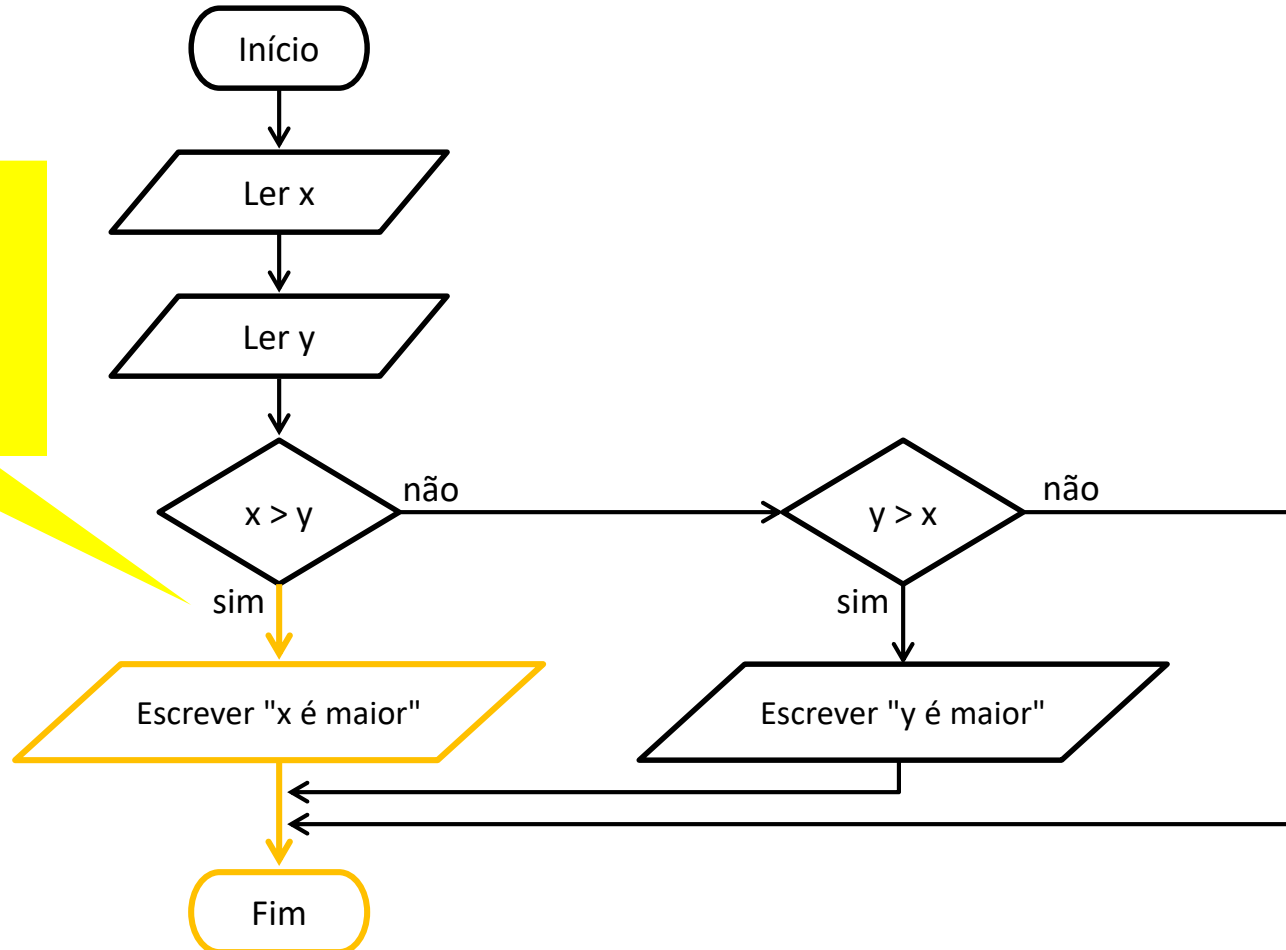 Início
Ler x
Ler y
x > y
não
y > x
não
sim
sim
Escrever "x é maior"
Escrever "y é maior"
Fim